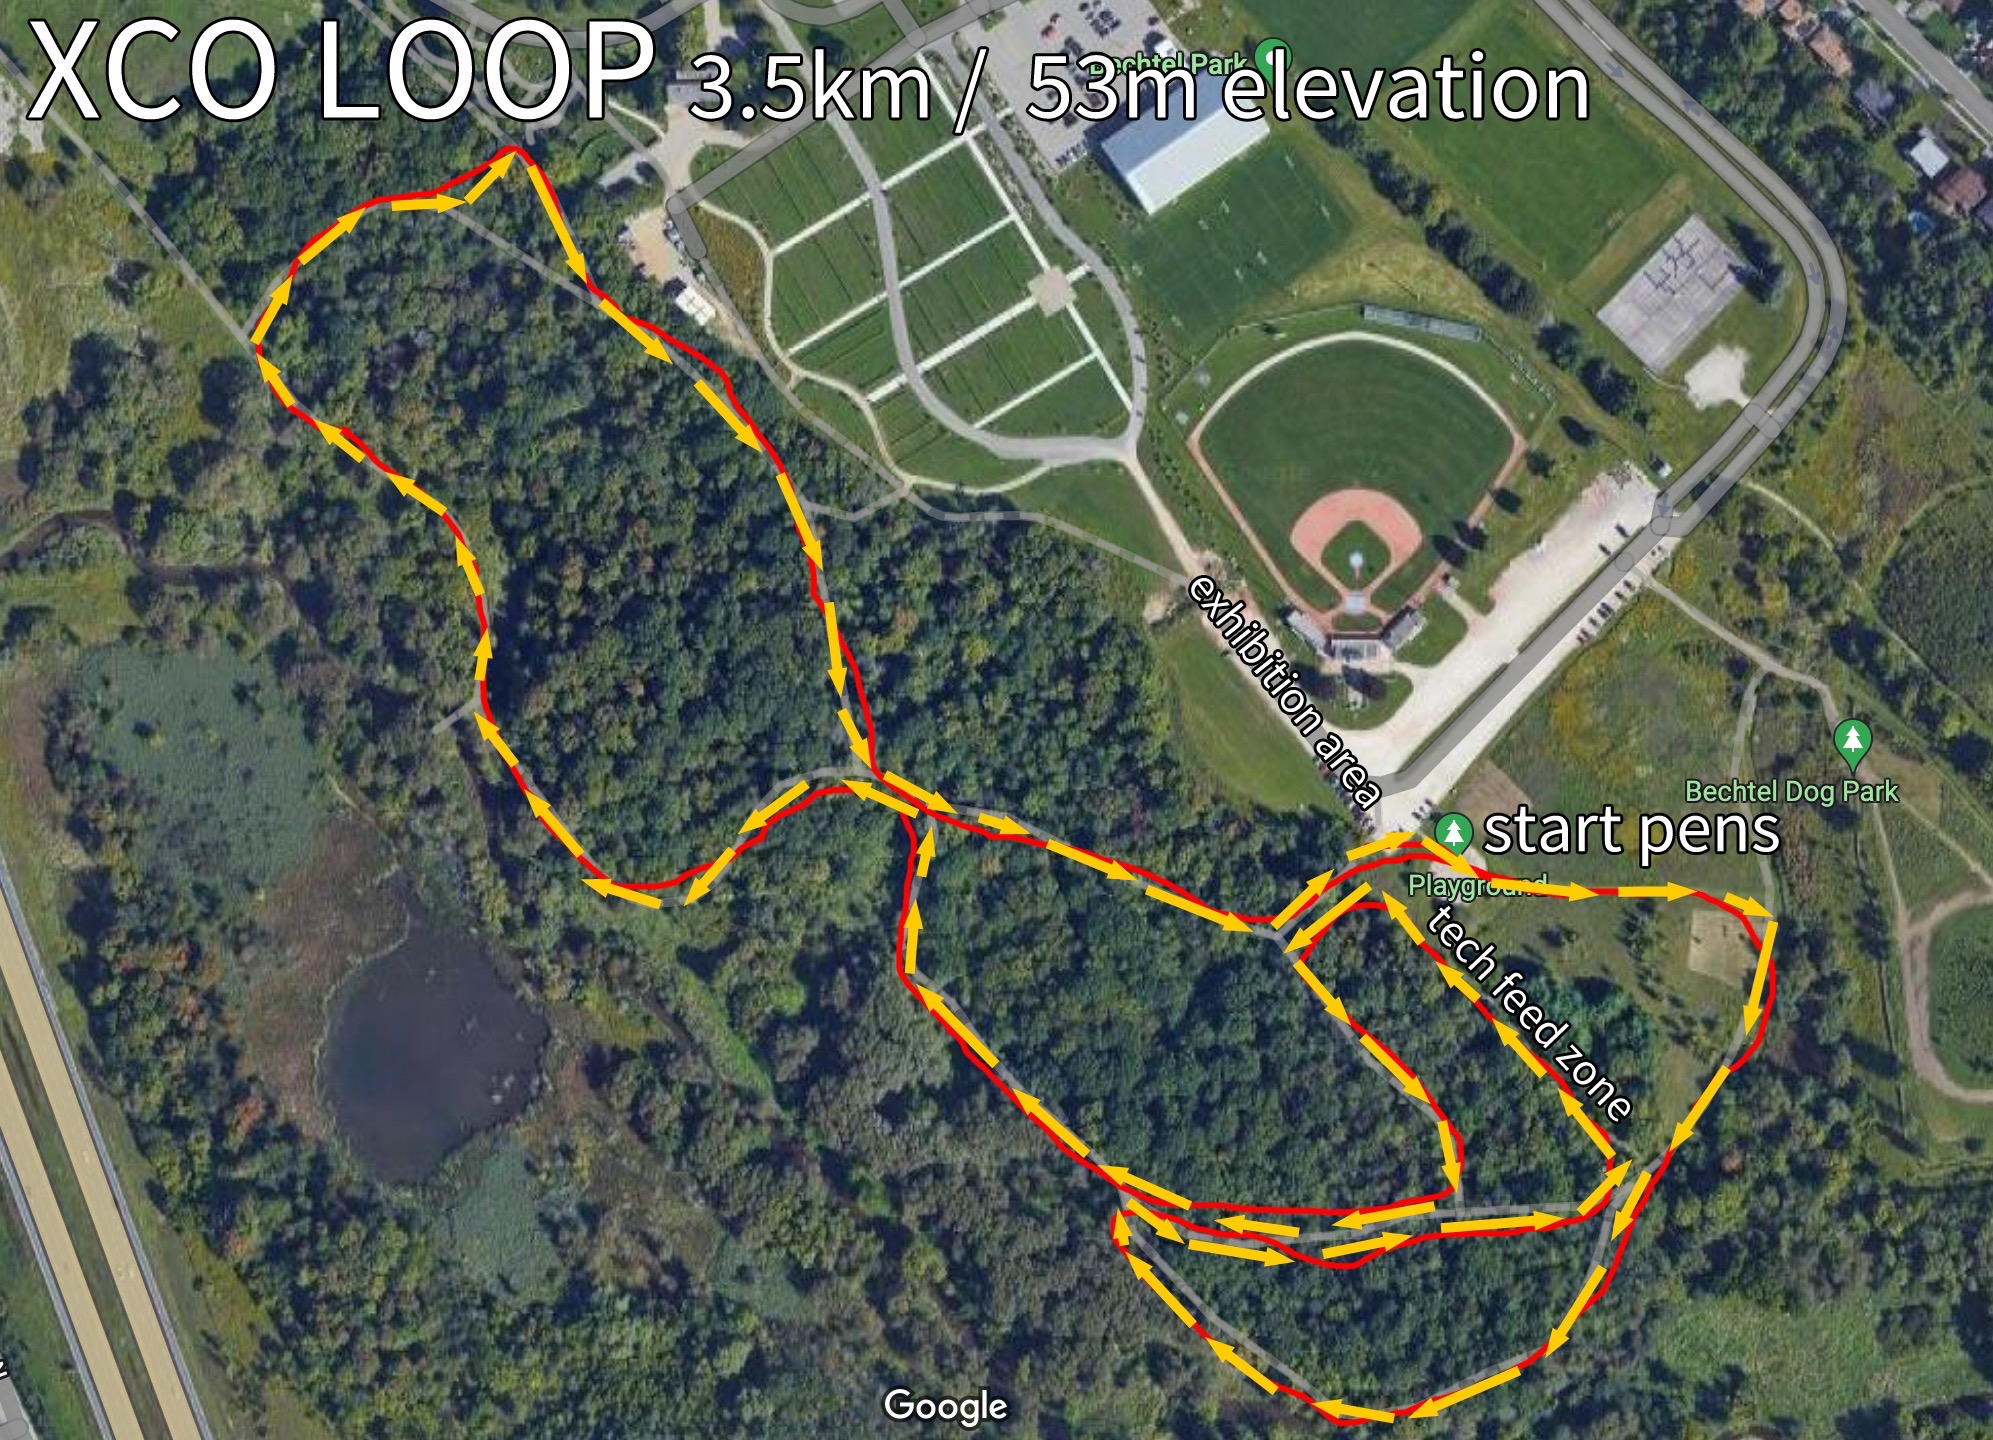 XCO LOOP 3.5km / 53m elevation
Bechtel Park
exhibition area
Bechtel Dog Park
start pens
Playground
tech feed zone
Google